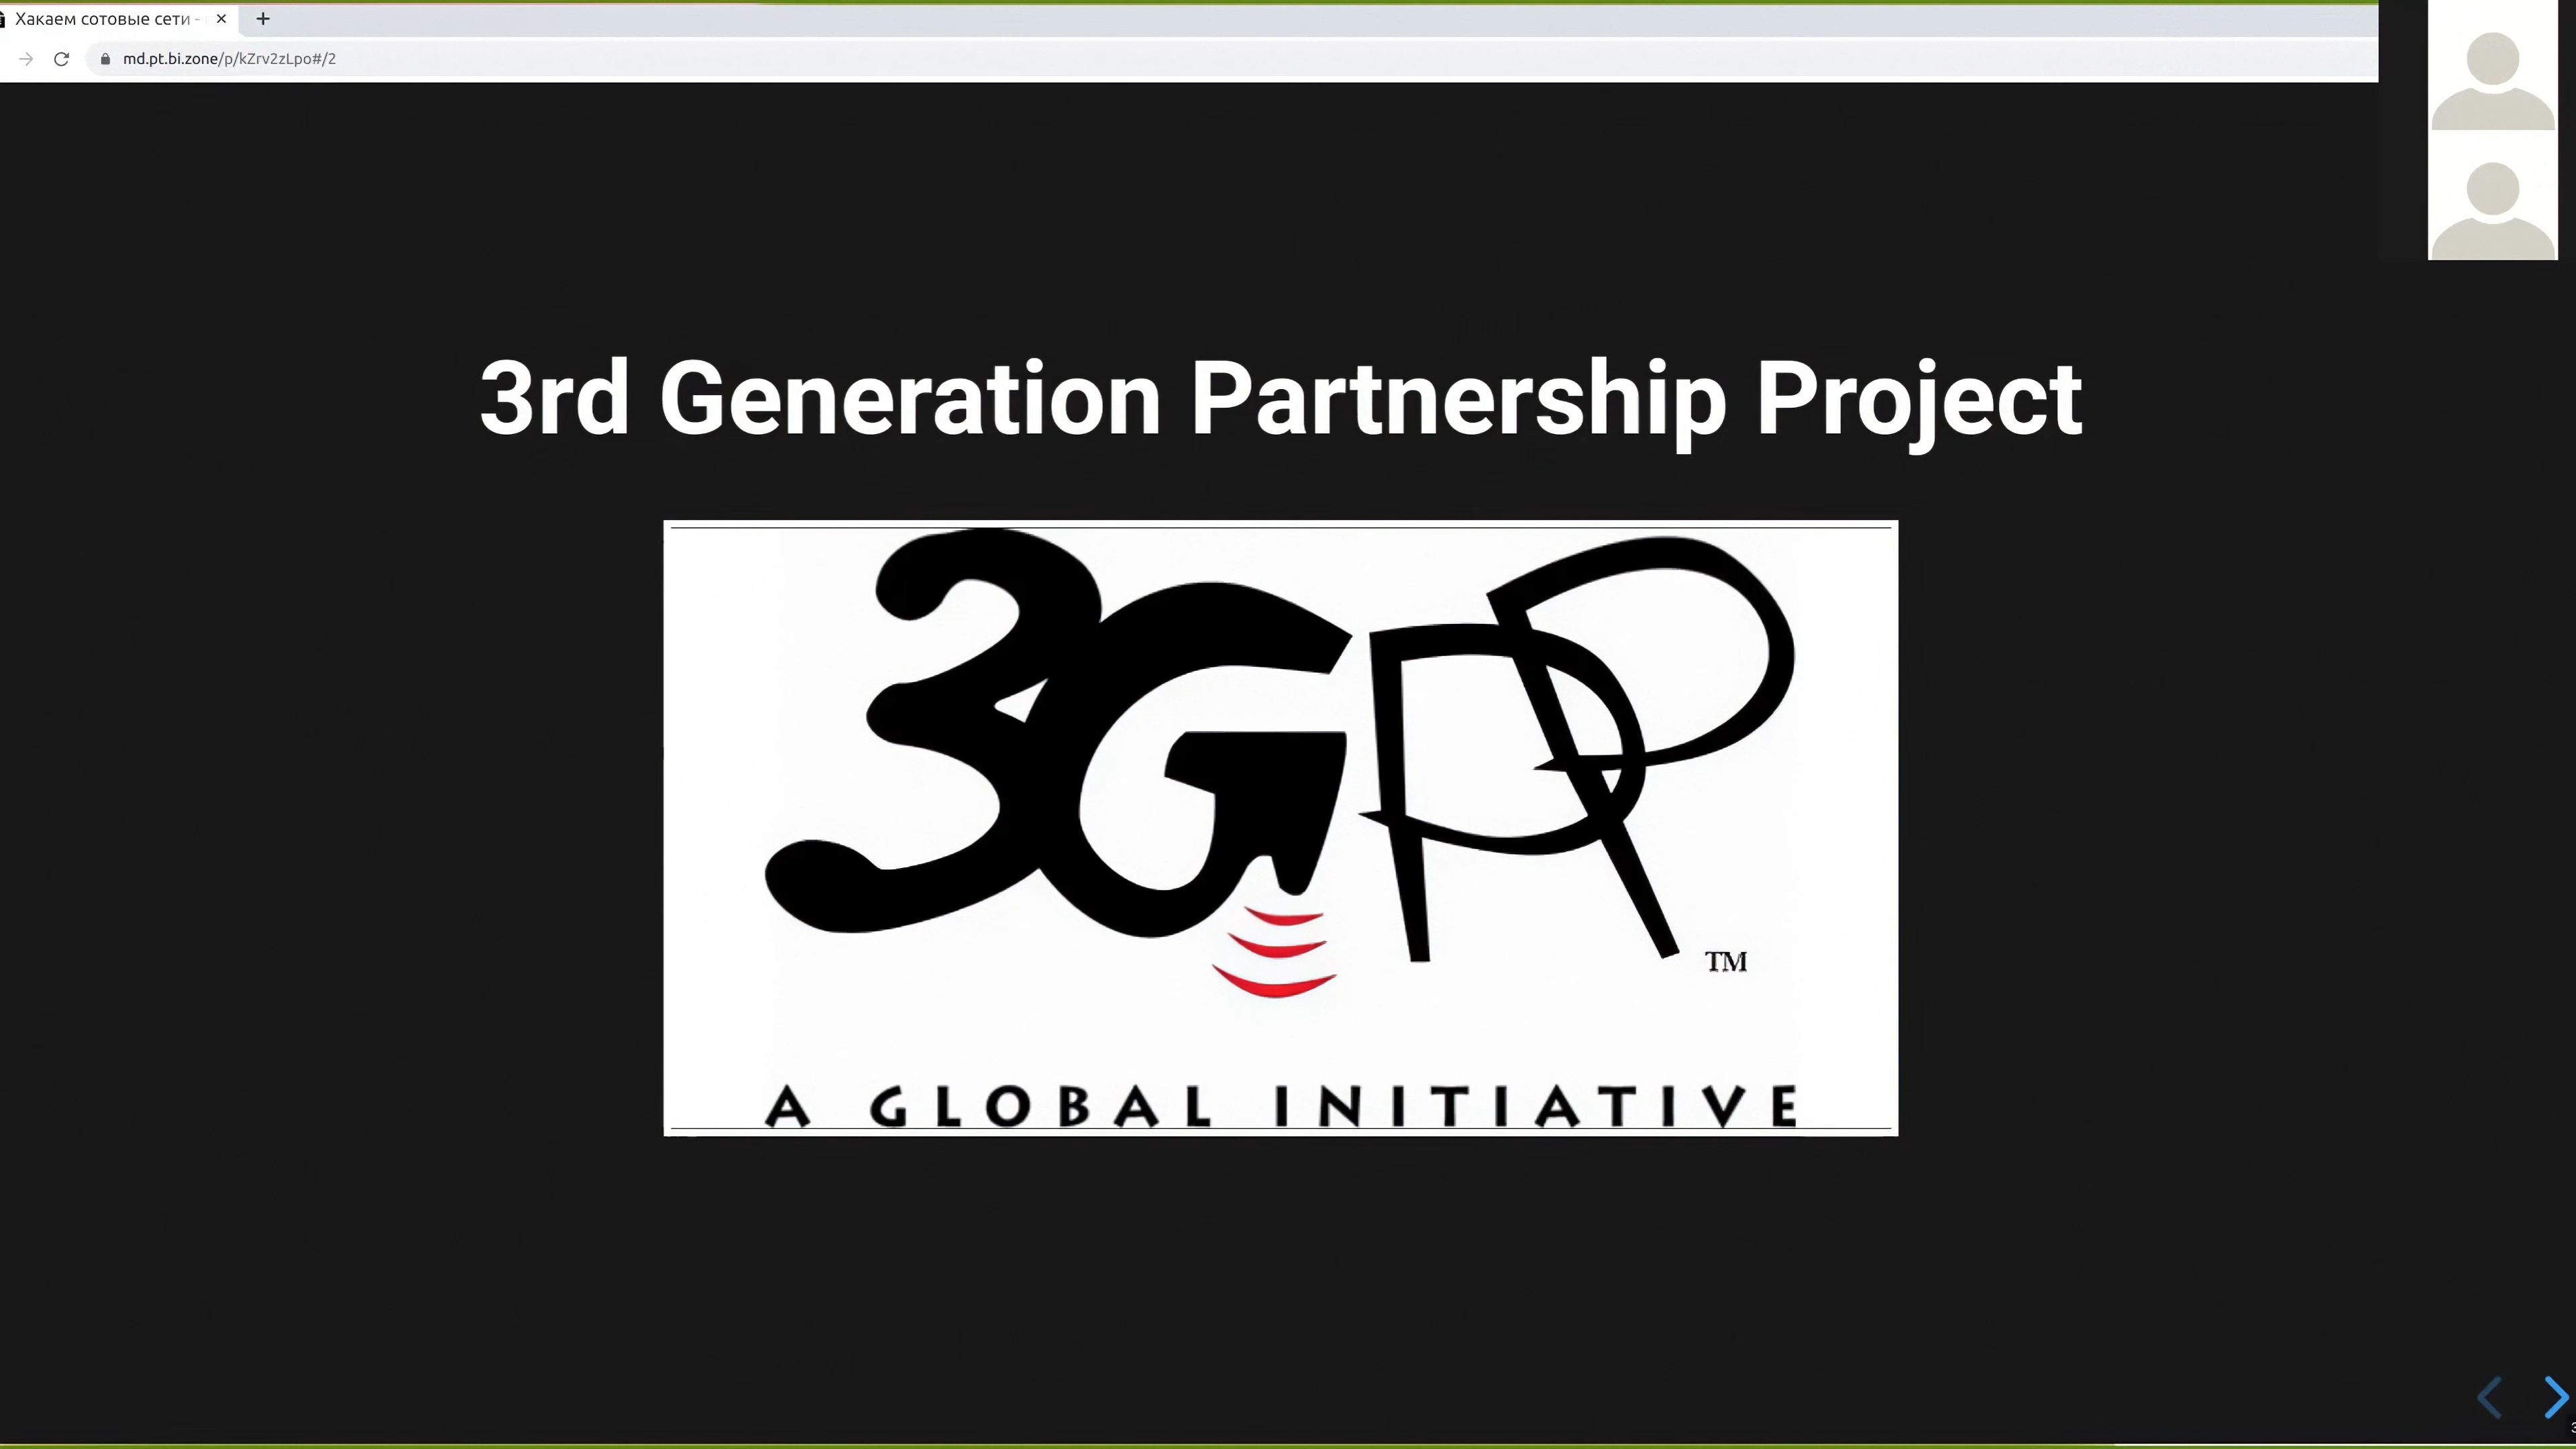 Хакаем сотовые сети -
md.pt.bi.zone/p/kZrv2zLpo#/2
3rd Generation Partnership Project
3GPP
TM
A GLOBAL INITIATIVE